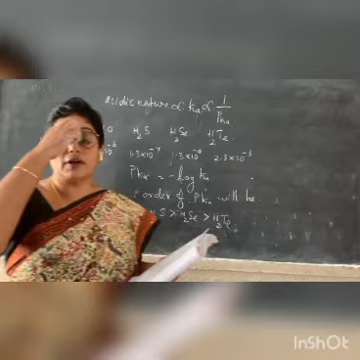 acidic nature ∝ Ka ∝ 1/PKa
O H₂S H₂Se H₂Te
1.3×10⁻⁷ 1.3×10⁻⁴ 2.3×10⁻³
PKa = -log Ka
order of PKa will be
S > H₂Se > H₂Te
InShOt